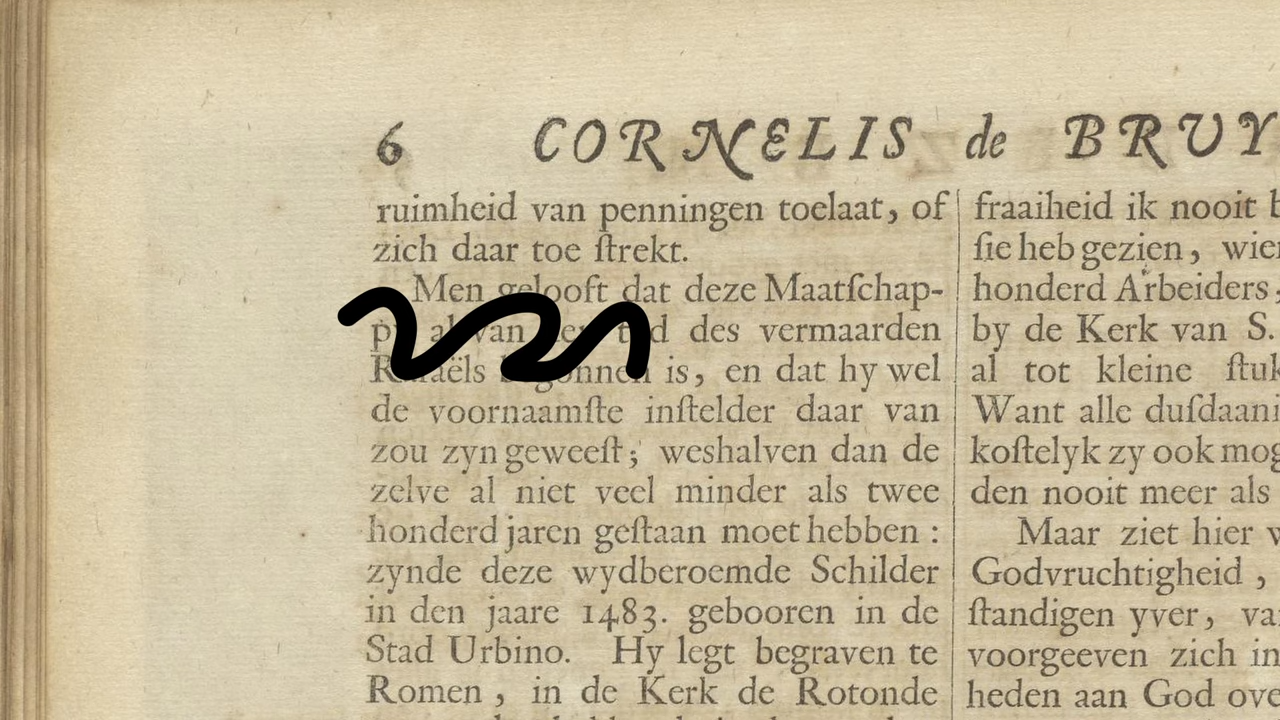 6 CORNELIS de BRUY
ruimheid van penningen toelaat, of
zich daar toe ſtrekt.
Men gelooft dat deze Maatſchap-
van des vermaarden
is, en dat hy wel
de voornaamſte inſtelder daar van
zou zyn geweeſt; weshalven dan de
zelve al niet veel minder als twee
honderd jaren geſtaan moet hebben:
zynde deze wydberoemde Schilder
in den jaare 1483. gebooren in de
Stad Urbino. Hy legt begraven te
Romen, in de Kerk de Rotonde
fraaiheid ik nooit b
ſie heb gezien, wier
honderd Arbeiders.
by de Kerk van S.
al tot kleine ſtuk
Want alle duſdaani
koſtelyk zy ook mog
den nooit meer als
Maar ziet hier v
Godvruchtigheid,
ſtandigen yver, va
voorgeeven zich in
heden aan God ove